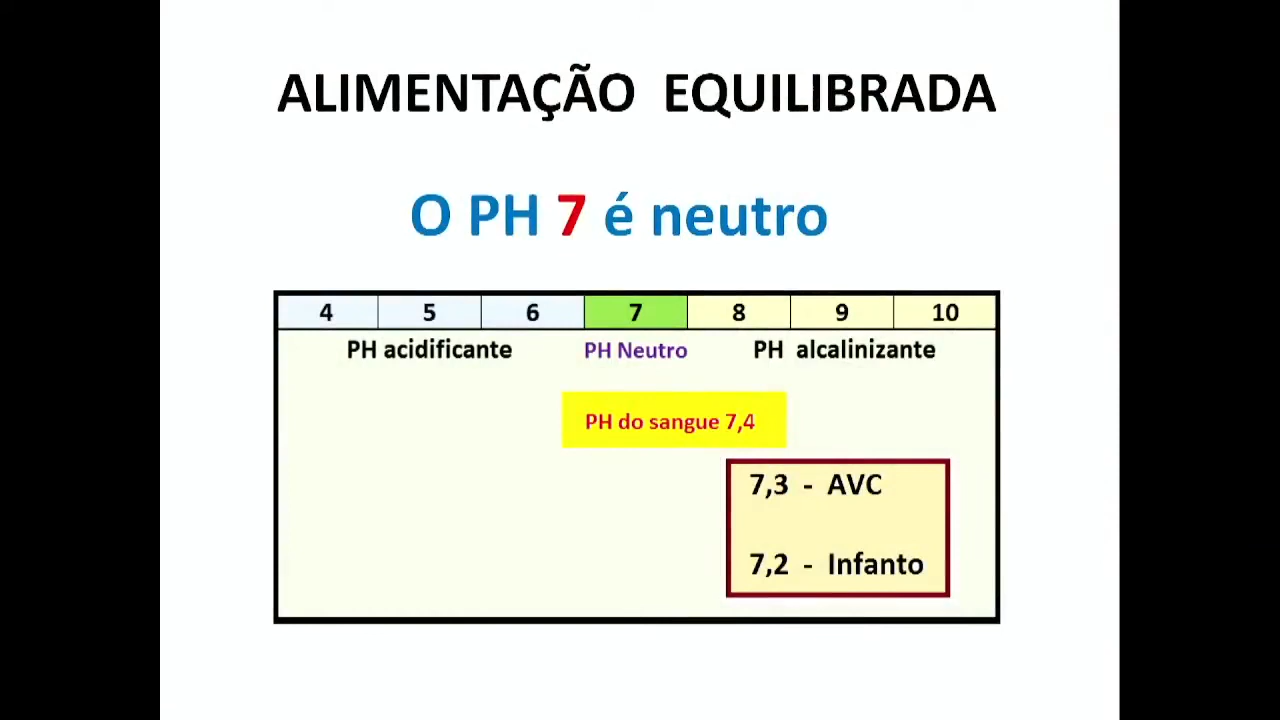 ALIMENTAÇÃO EQUILIBRADA
O PH 7 é neutro
4 5 6 7 8 9 10
PH acidificante PH Neutro PH alcalinizante
PH do sangue 7,4
7,3 - AVC
7,2 - Infanto